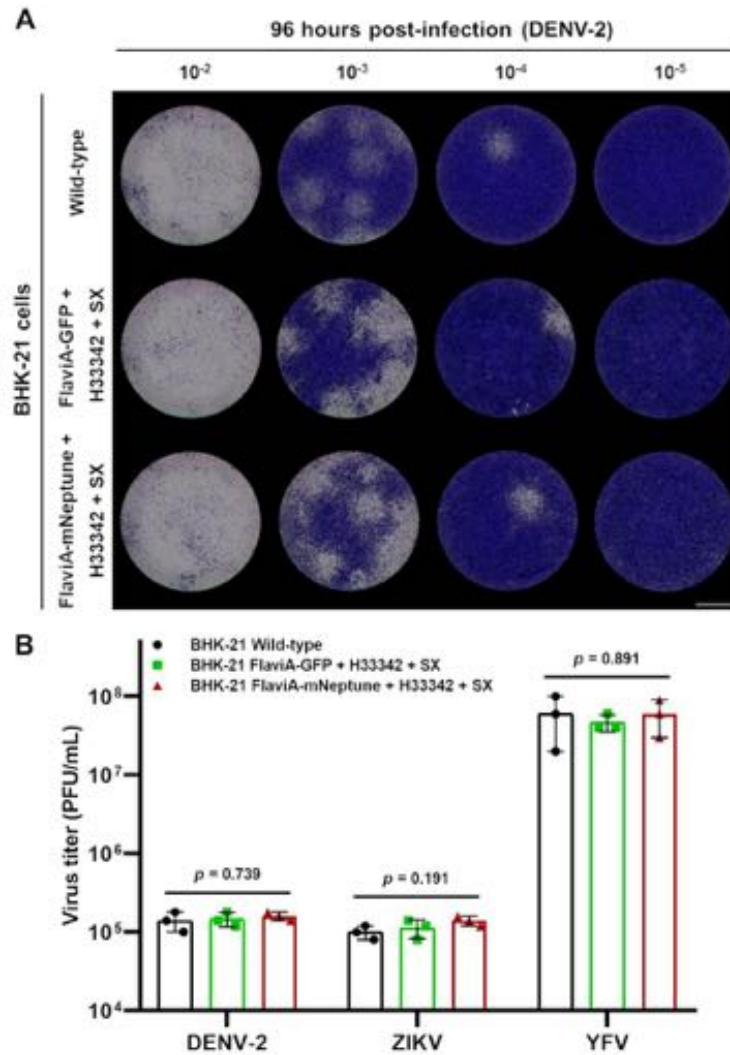 A
96 hours post-infection (DENV-2)
10⁻² 10⁻³ 10⁻⁴ 10⁻⁵
BHK-21 cells
Wild-type
FlaviA-GFP +
H33342 + SX
FlaviA-mNeptune +
H33342 + SX
B
BHK-21 Wild-type
BHK-21 FlaviA-GFP + H33342 + SX
BHK-21 FlaviA-mNeptune + H33342 + SX
p = 0.891
p = 0.739
p = 0.191
Virus titer (PFU/mL)
10⁸
10⁷
10⁶
10⁵
10⁴
DENV-2 ZIKV YFV